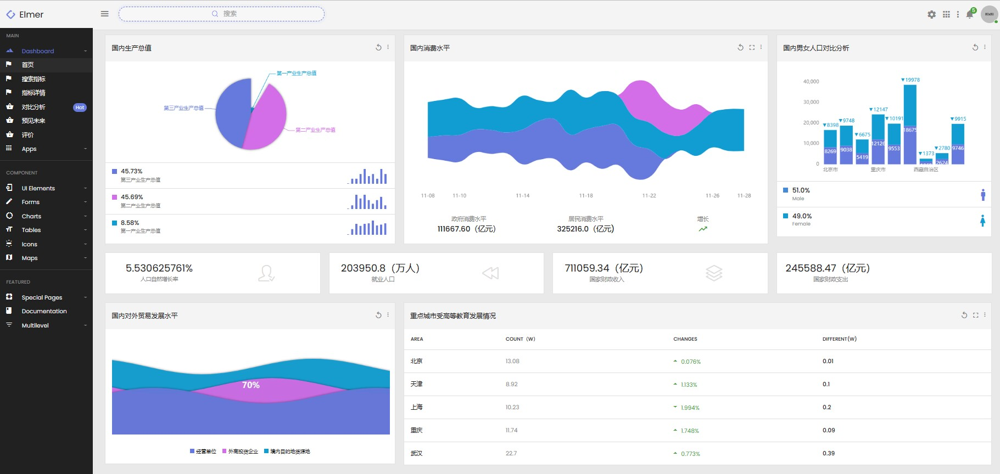 Elmer
搜索
5
80x80
MAIN
Dashboard
首页
搜索指标
指标详情
对比分析 Hot
预见未来
评价
Apps
COMPONENT
UI Elements
Forms
Charts
Tables
Icons
Maps
FEATURED
Special Pages
Documentation
Multilevel
国内生产总值
第一产业生产总值
第三产业生产总值
第二产业生产总值
45.73%
第三产业生产总值
45.69%
第二产业生产总值
8.58%
第一产业生产总值
国内消费水平
11-08 11-10 11-14 11-18 11-22 11-26 11-28
政府消费水平 居民消费水平 增长
111667.60（亿元） 325216.0（亿元）
国内男女人口对比分析
40,000
30,000
20,000
10,000
0
▼8398 ▼9748 ▼6675 ▼12147 ▼10191 ▼19978 ▼1373 ▼2780 ▼9915
8269 9038 5419 12126 9553 18675 2624 9746
北京市 重庆市 西藏自治区
51.0%
Male
49.0%
Female
5.530625761%
人口自然增长率
203950.8（万人）
就业人口
711059.34（亿元）
国家财政收入
245588.47（亿元）
国家财政支出
国内对外贸易发展水平
70%
经营单位 外商投资企业 境内目的地货源地
重点城市受高等教育发展情况
AREA COUNT（W） CHANGES DIFFERENT(W)
北京 13.08 0.076% 0.01
天津 8.92 1.133% 0.1
上海 10.23 1.994% 0.2
重庆 11.74 1.748% 0.09
武汉 22.7 0.773% 0.39